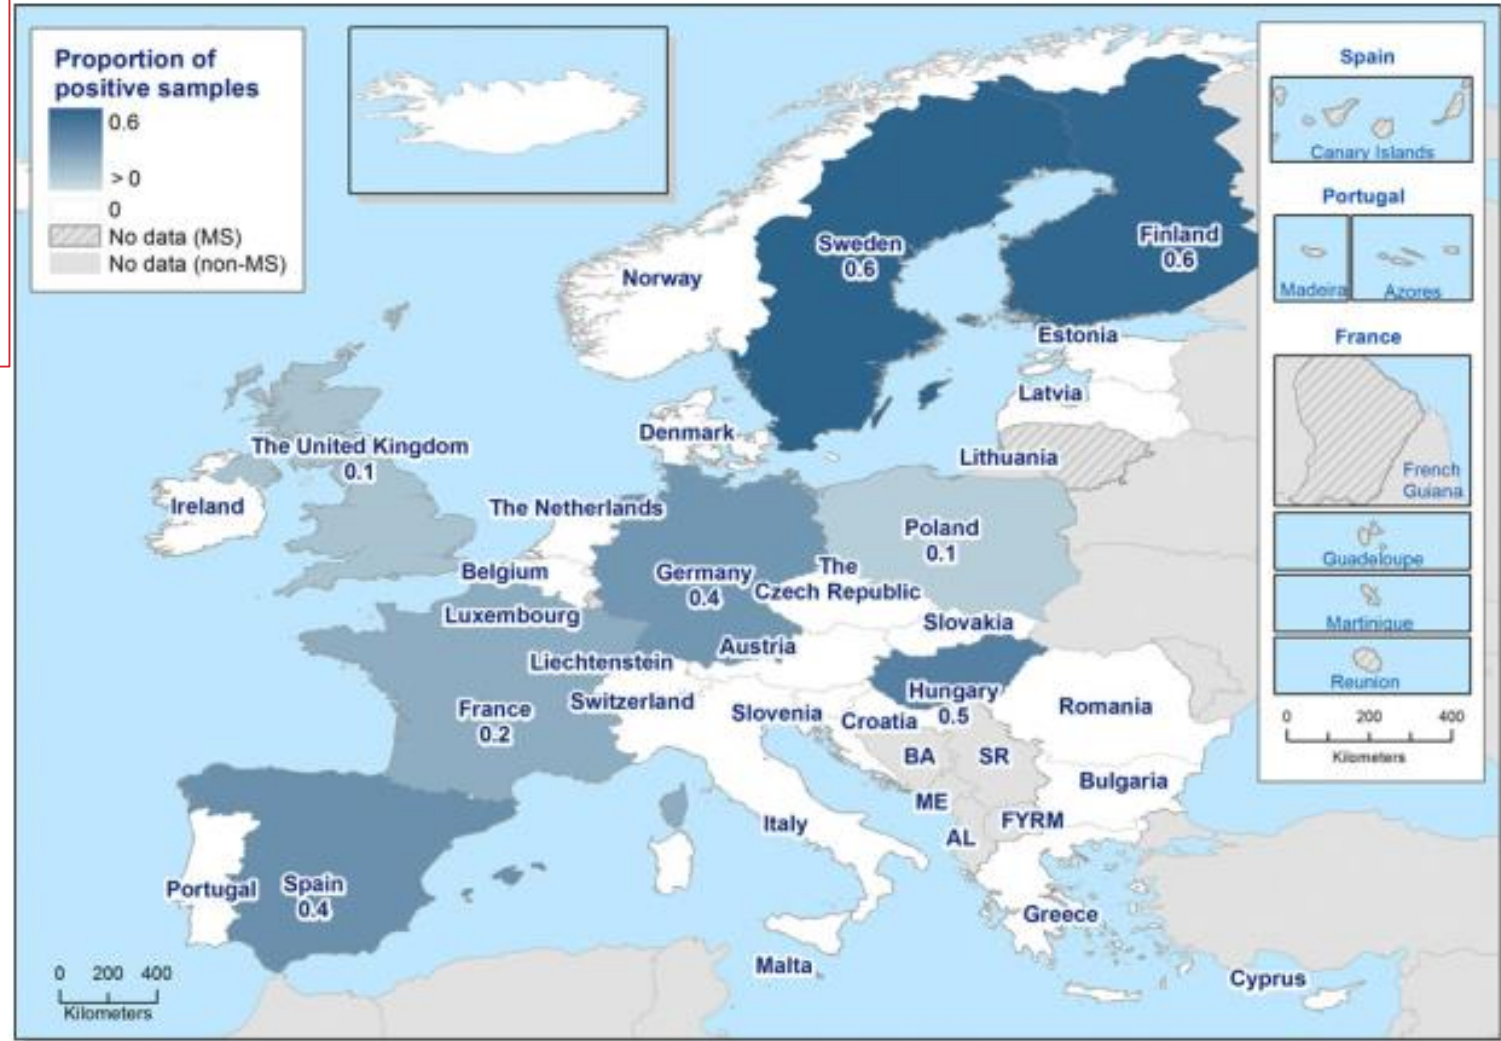 Proportion of
positive samples
0.6
> 0
0
No data (MS)
No data (non-MS)
Spain
Canary Islands
Portugal
Madeira
Azores
France
French
Guiana
Guadeloupe
Martinique
Reunion
0 200 400
Kilometers
Sweden
0.6
Finland
0.6
Norway
Estonia
Latvia
Denmark
Lithuania
The United Kingdom
0.1
Ireland
The Netherlands
Poland
0.1
Belgium
Germany
0.4
The
Czech Republic
Luxembourg
Slovakia
Austria
Liechtenstein
Switzerland
Hungary
0.5
France
0.2
Slovenia
Croatia
Romania
BA
SR
Bulgaria
ME
FYRM
AL
Italy
Portugal
Spain
0.4
Greece
Malta
Cyprus
0 200 400
Kilometers